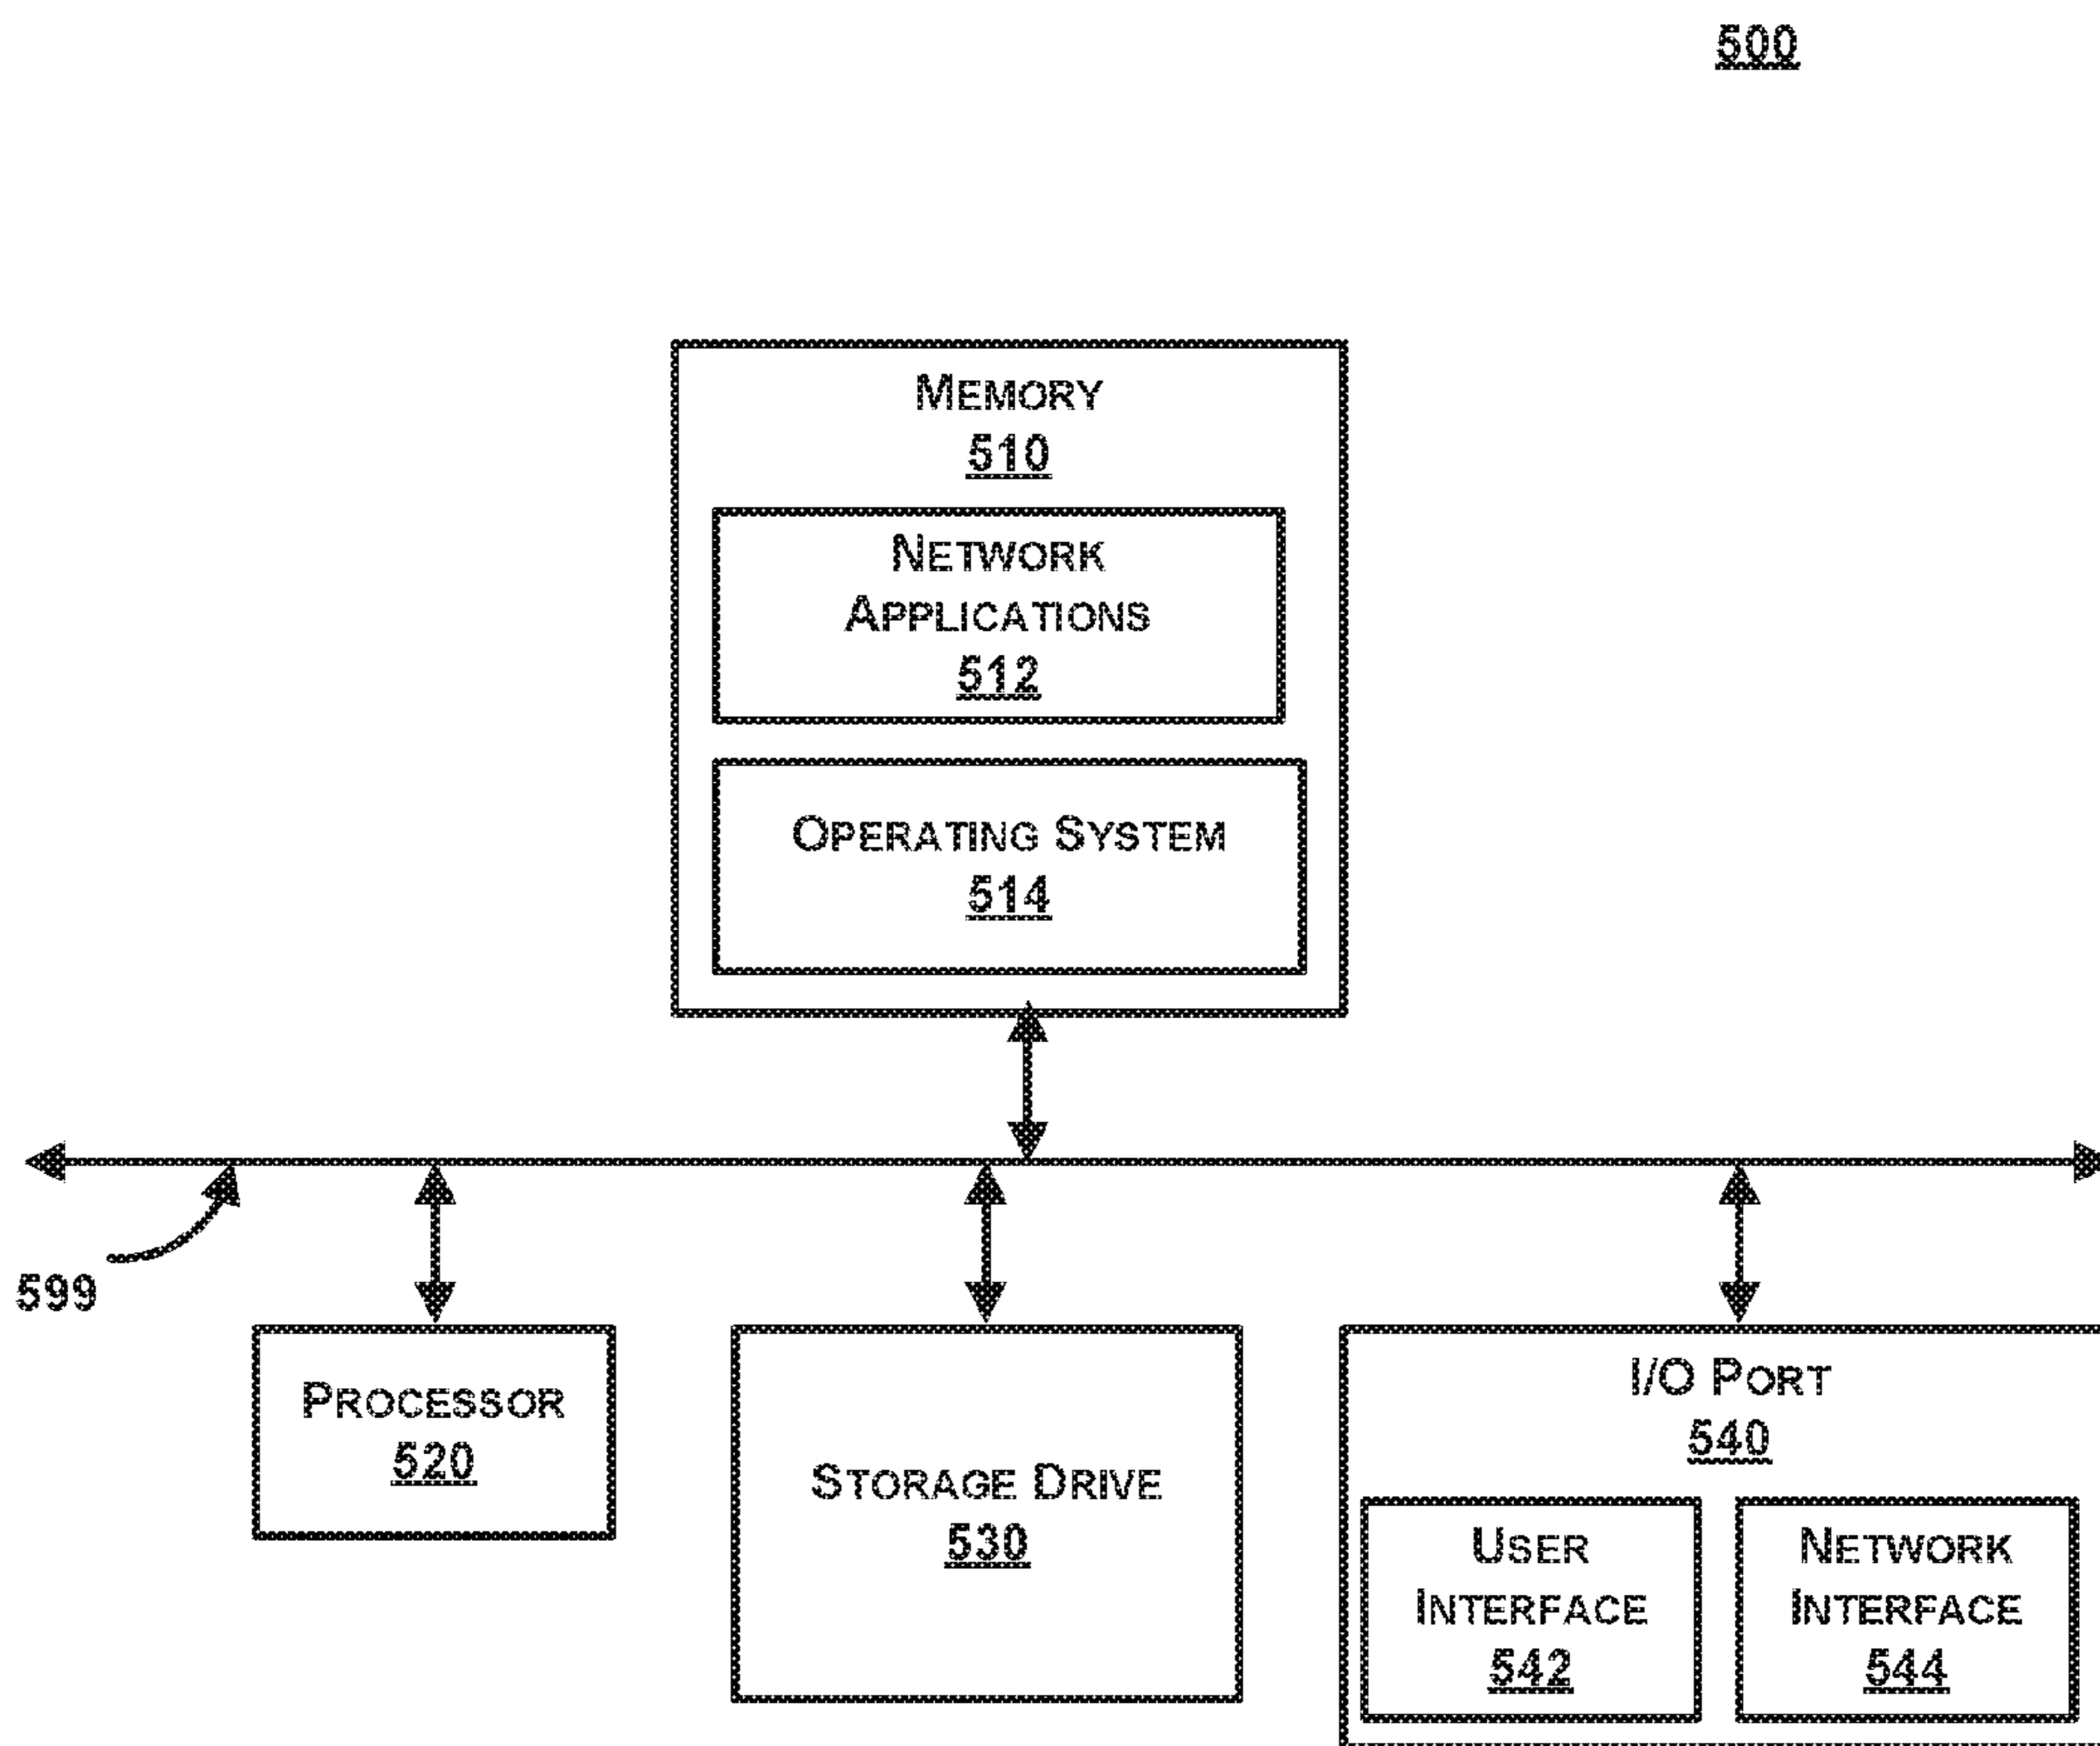 500
MEMORY
510
NETWORK
APPLICATIONS
512
OPERATING SYSTEM
514
599
PROCESSOR
520
STORAGE DRIVE
530
I/O PORT
540
USER
INTERFACE
542
NETWORK
INTERFACE
544